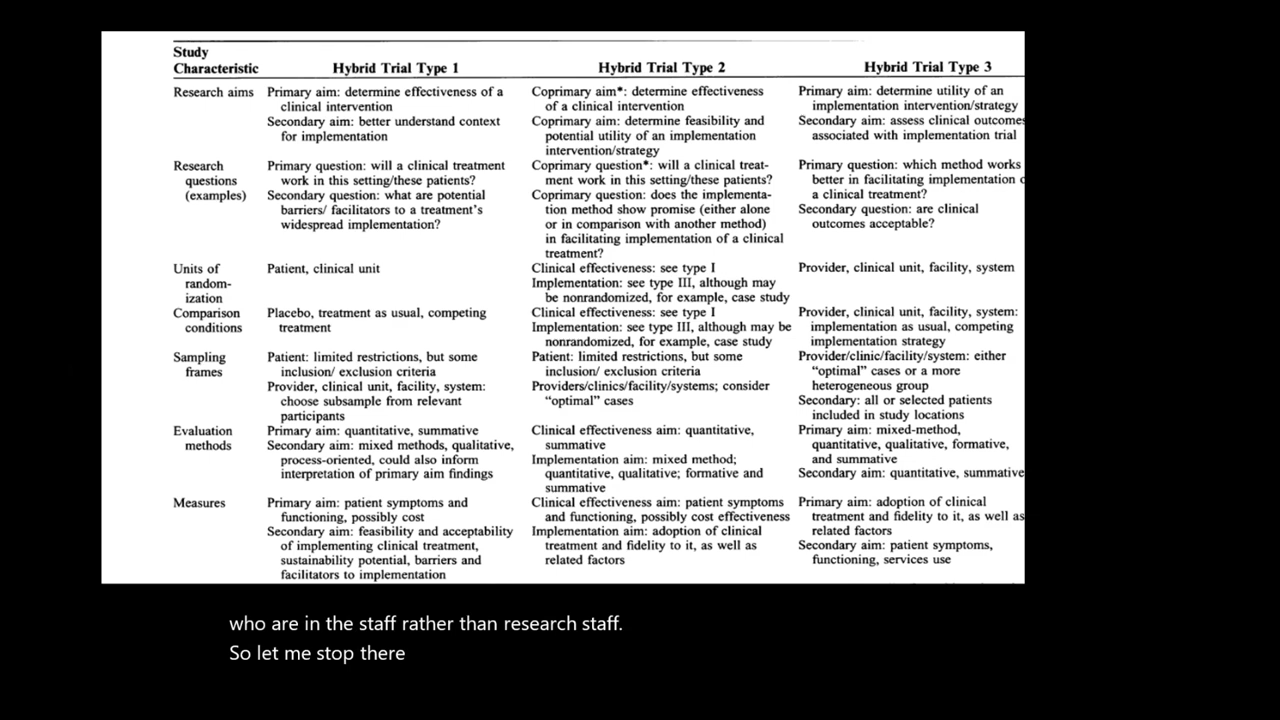 Study
Characteristic
Hybrid Trial Type 1
Hybrid Trial Type 2
Hybrid Trial Type 3
Research aims
Primary aim: determine effectiveness of a
clinical intervention
Secondary aim: better understand context
for implementation
Coprimary aim*: determine effectiveness
of a clinical intervention
Coprimary aim: determine feasibility and
potential utility of an implementation
intervention/strategy
Primary aim: determine utility of an
implementation intervention/strategy
Secondary aim: assess clinical outcomes
associated with implementation trial
Research
questions
(examples)
Primary question: will a clinical treatment
work in this setting/these patients?
Secondary question: what are potential
barriers/ facilitators to a treatment's
widespread implementation?
Coprimary question*: will a clinical treat-
ment work in this setting/these patients?
Coprimary question: does the implementa-
tion method show promise (either alone
or in comparison with another method)
in facilitating implementation of a clinical
treatment?
Primary question: which method works
better in facilitating implementation
a clinical treatment?
Secondary question: are clinical
outcomes acceptable?
Units of
random-
ization
Patient, clinical unit
Clinical effectiveness: see type I
Implementation: see type III, although may
be nonrandomized, for example, case study
Provider, clinical unit, facility, system
Comparison
conditions
Placebo, treatment as usual, competing
treatment
Clinical effectiveness: see type I
Implementation: see type III, although may be
nonrandomized, for example, case study
Provider, clinical unit, facility, system:
implementation as usual, competing
implementation strategy
Sampling
frames
Patient: limited restrictions, but some
inclusion/ exclusion criteria
Provider, clinical unit, facility, system:
choose subsample from relevant
participants
Patient: limited restrictions, but some
inclusion/ exclusion criteria
Providers/clinics/facility/systems; consider
"optimal" cases
Provider/clinic/facility/system: either
"optimal" cases or a more
heterogeneous group
Secondary: all or selected patients
included in study locations
Evaluation
methods
Primary aim: quantitative, summative
Secondary aim: mixed methods, qualitative,
process-oriented, could also inform
interpretation of primary aim findings
Clinical effectiveness aim: quantitative,
summative
Implementation aim: mixed method;
quantitative, qualitative; formative and
summative
Primary aim: mixed-method,
quantitative, qualitative, formative,
and summative
Secondary aim: quantitative, summative
Measures
Primary aim: patient symptoms and
functioning, possibly cost
Secondary aim: feasibility and acceptability
of implementing clinical treatment,
sustainability potential, barriers and
facilitators to implementation
Clinical effectiveness aim: patient symptoms
and functioning, possibly cost effectiveness
Implementation aim: adoption of clinical
treatment and fidelity to it, as well as
related factors
Primary aim: adoption of clinical
treatment and fidelity to it, as well as
related factors
Secondary aim: patient symptoms,
functioning, services use
who are in the staff rather than research staff.
So let me stop there